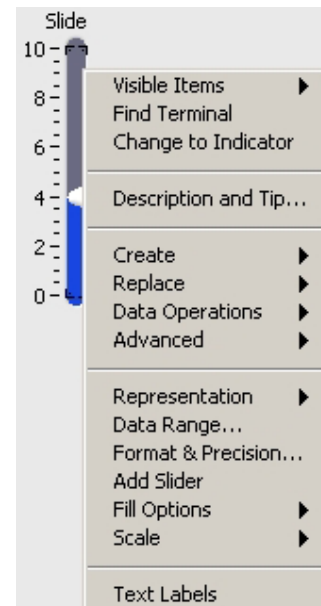 Slide
10
8
6
4
2
0
Visible Items
Find Terminal
Change to Indicator
Description and Tip...
Create
Replace
Data Operations
Advanced
Representation
Data Range...
Format & Precision...
Add Slider
Fill Options
Scale
Text Labels